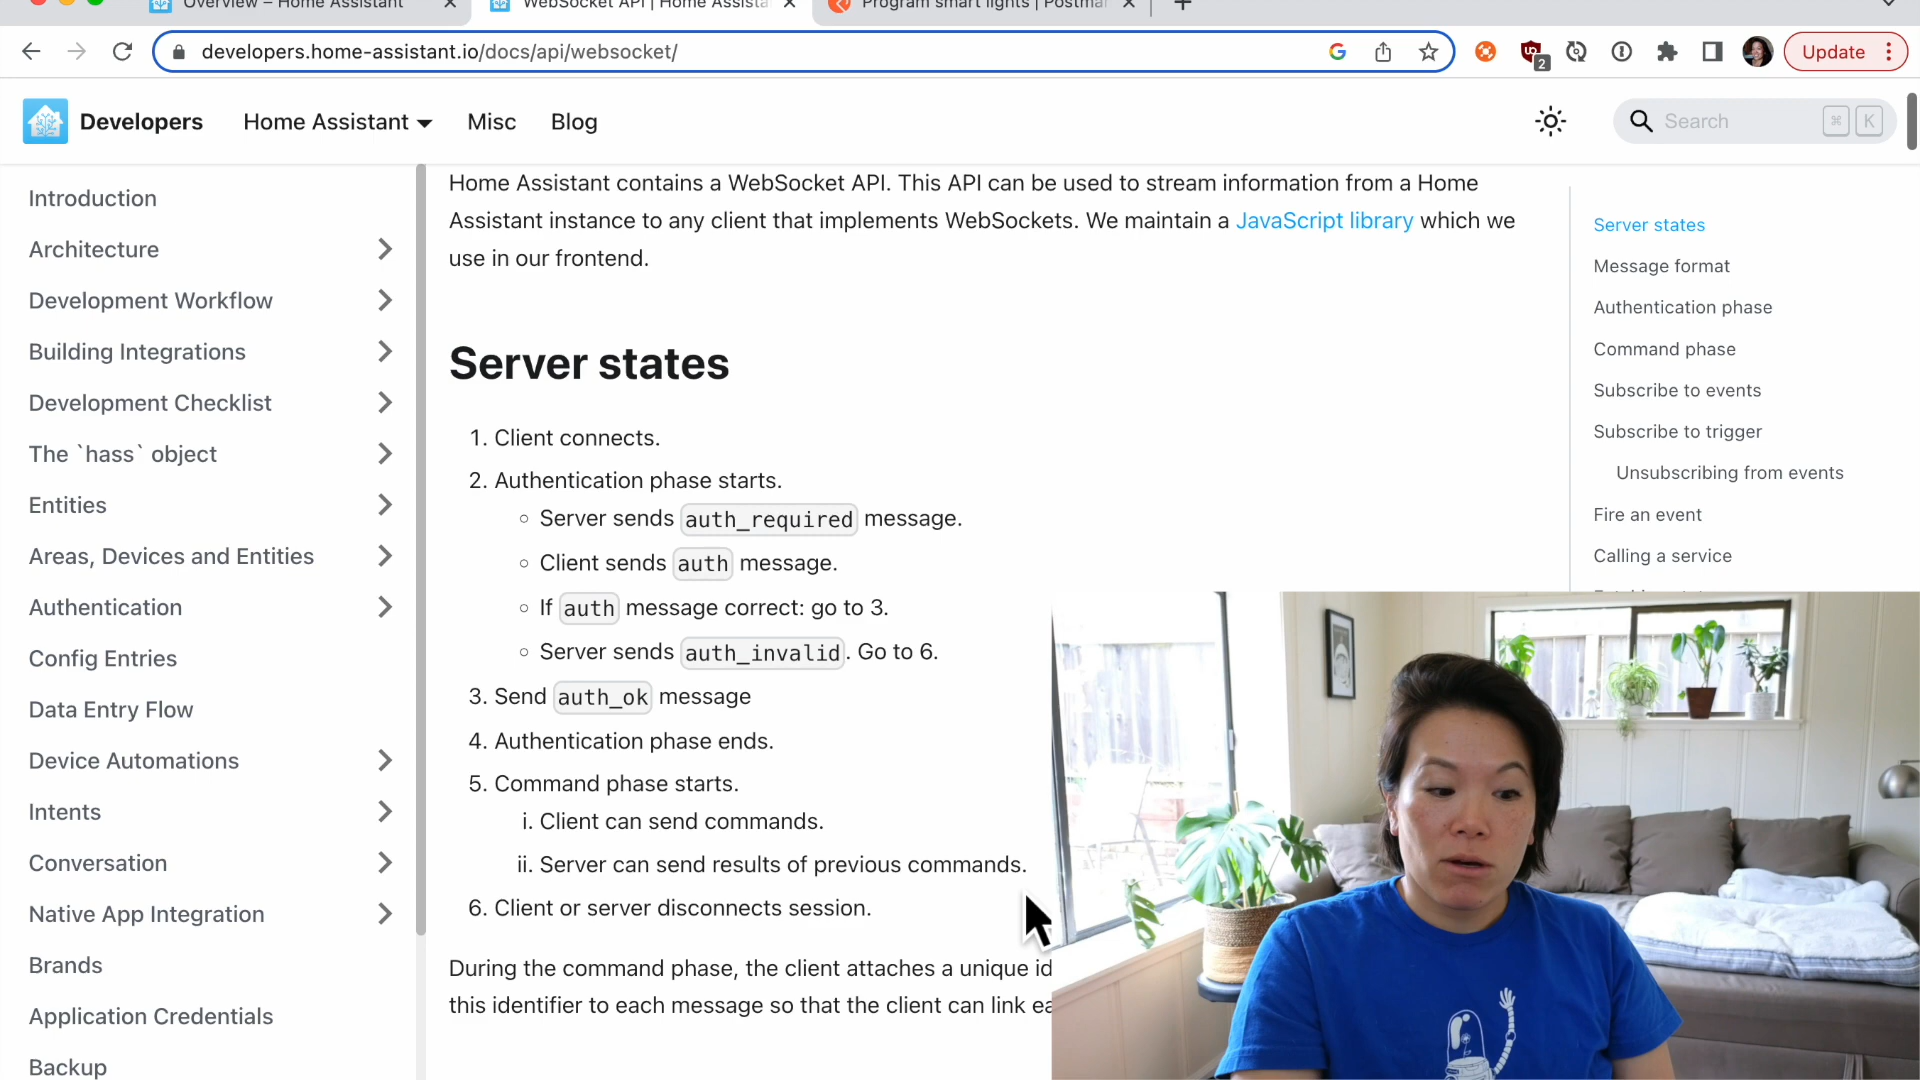 Overview – Home Assistant
WebSocket API | Home Assista
Program smart lights | Postma
developers.home-assistant.io/docs/api/websocket/
2
Update
Developers
Home Assistant
Misc
Blog
Search
⌘ K
Introduction
Architecture
Development Workflow
Building Integrations
Development Checklist
The `hass` object
Entities
Areas, Devices and Entities
Authentication
Config Entries
Data Entry Flow
Device Automations
Intents
Conversation
Native App Integration
Brands
Application Credentials
Backup
Home Assistant contains a WebSocket API. This API can be used to stream information from a Home
Assistant instance to any client that implements WebSockets. We maintain a JavaScript library which we
use in our frontend.
Server states
1. Client connects.
2. Authentication phase starts.
Server sends auth_required message.
Client sends auth message.
If auth message correct: go to 3.
Server sends auth_invalid. Go to 6.
3. Send auth_ok message
4. Authentication phase ends.
5. Command phase starts.
i. Client can send commands.
ii. Server can send results of previous commands.
6. Client or server disconnects session.
During the command phase, the client attaches a unique id
this identifier to each message so that the client can link ea
Server states
Message format
Authentication phase
Command phase
Subscribe to events
Subscribe to trigger
Unsubscribing from events
Fire an event
Calling a service